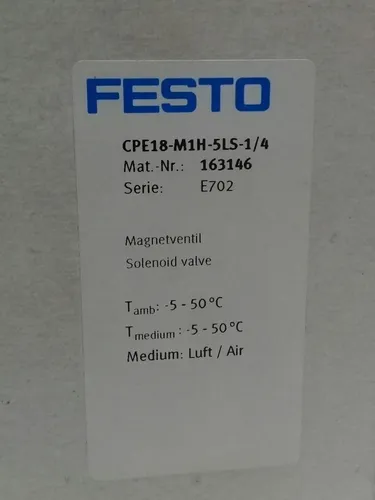 FESTO
CPE18-M1H-5LS-1/4
Mat.-Nr.: 163146
Serie: E702
Magnetventil
Solenoid valve
Tamb: -5 - 50 °C
Tmedium : -5 - 50 °C
Medium: Luft / Air